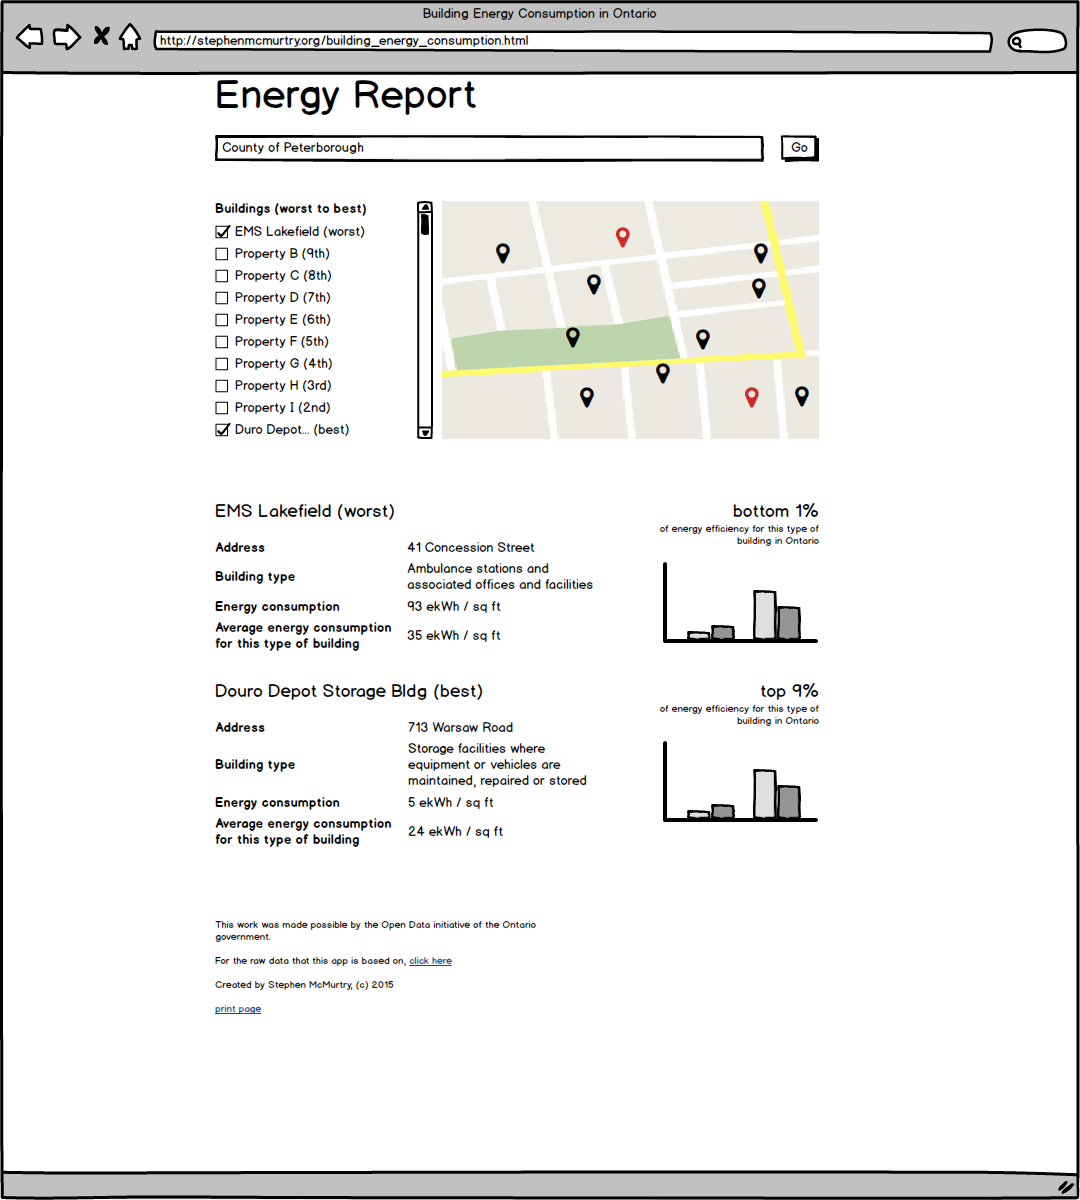 Building Energy Consumption in Ontario
http://stephenmcmurtry.org/building_energy_consumption.html
Energy Report
County of Peterborough
Go
Buildings (worst to best)
EMS Lakefield (worst)
Property B (9th)
Property C (8th)
Property D (7th)
Property E (6th)
Property F (5th)
Property G (4th)
Property H (3rd)
Property I (2nd)
Duro Depot... (best)
EMS Lakefield (worst)
bottom 1%
of energy efficiency for this type of
building in Ontario
Address
41 Concession Street
Building type
Ambulance stations and
associated offices and facilities
Energy consumption
93 ekWh / sq ft
Average energy consumption
for this type of building
35 ekWh / sq ft
Douro Depot Storage Bldg (best)
top 9%
of energy efficiency for this type of
building in Ontario
Address
713 Warsaw Road
Building type
Storage facilities where
equipment or vehicles are
maintained, repaired or stored
Energy consumption
5 ekWh / sq ft
Average energy consumption
for this type of building
24 ekWh / sq ft
This work was made possible by the Open Data initiative of the Ontario
government.
For the raw data that this app is based on, click here
Created by Stephen McMurtry, (c) 2015
print page